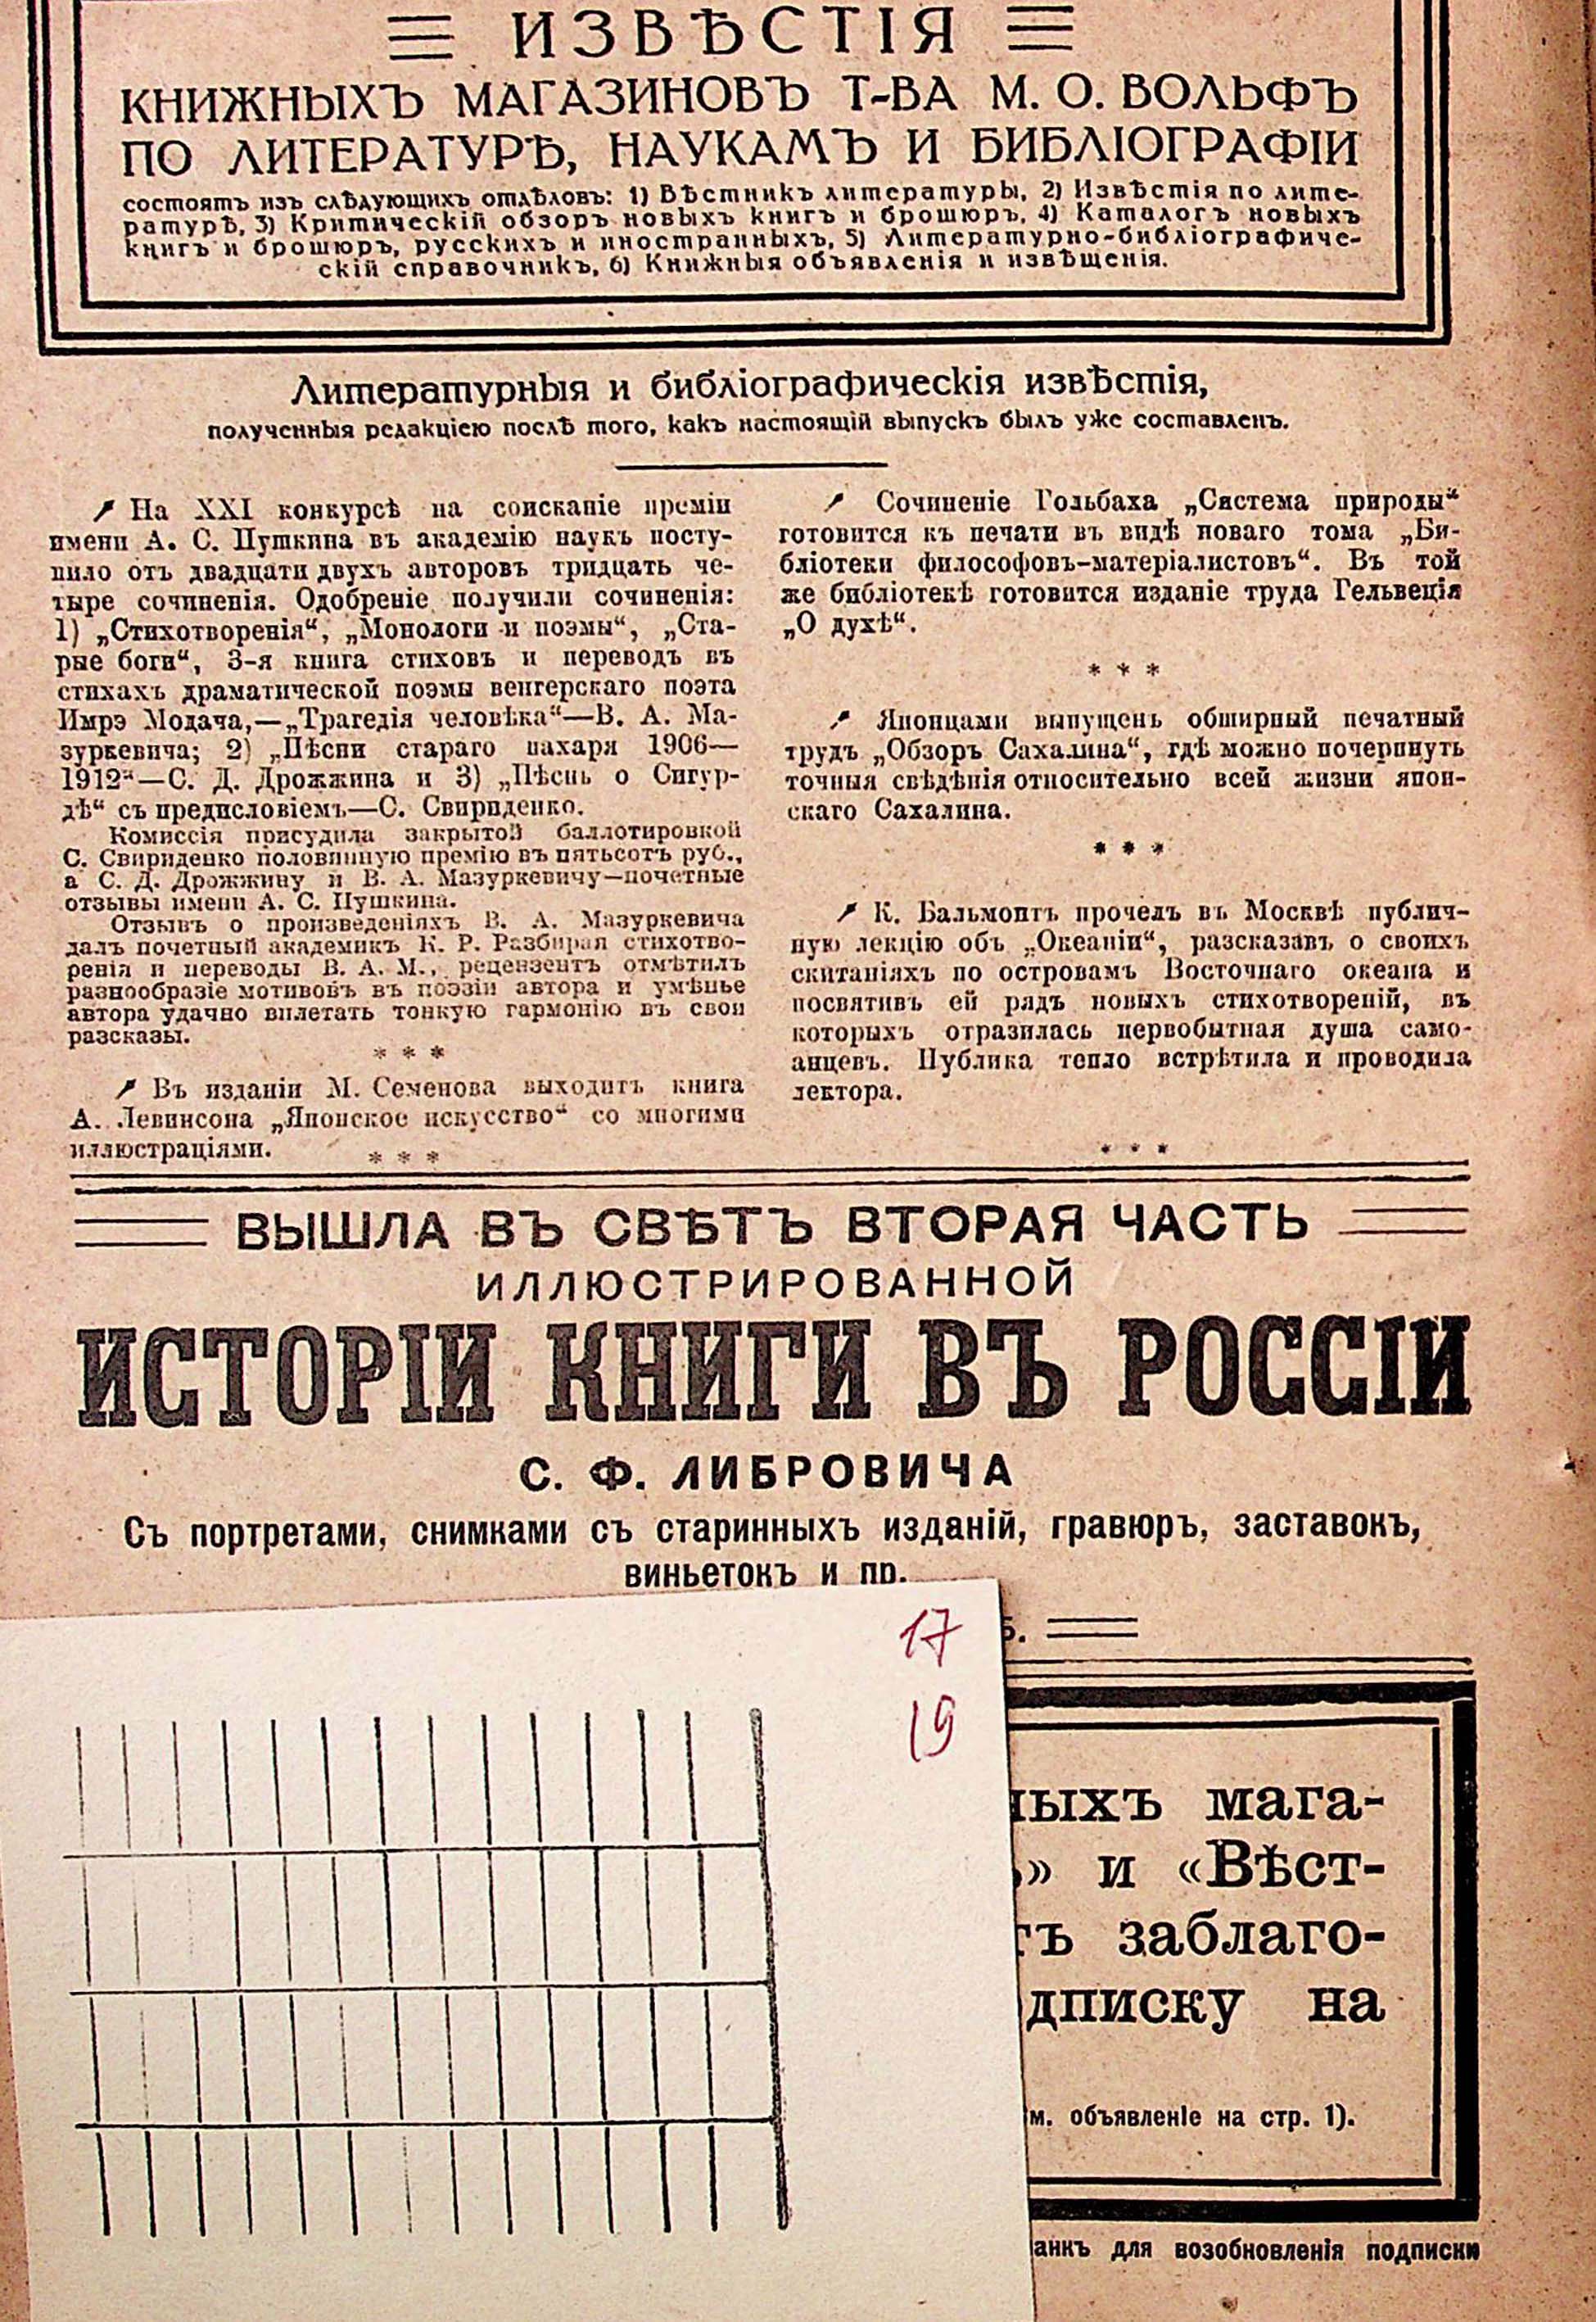 ИЗВѢСТІЯ
КНИЖНЫХЪ МАГАЗИНОВЪ Т-ВА М. О. ВОЛЬФЪ
ПО ЛИТЕРАТУРѢ, НАУКАМЪ И БИБЛІОГРАФІИ
состоятъ изъ слѣдующихъ отдѣловъ: 1) Вѣстникъ литературы, 2) Извѣстія по лите-
ратурѣ, 3) Критическій обзоръ новыхъ книгъ и брошюръ, 4) Каталогъ новыхъ
книгъ и брошюръ, русскихъ и иностранныхъ, 5) Литературно-библіографиче-
скій справочникъ, 6) Книжныя объявленія и извѣщенія.
Литературныя и библіографическія извѣстія,
полученныя редакціею послѣ того, какъ настоящій выпускъ былъ уже составленъ.
На XXI конкурсѣ на соисканіе преміи
имени А. С. Пушкина въ академію наукъ посту-
пило отъ двадцати двухъ авторовъ тридцать че-
тыре сочиненія. Одобреніе получили сочиненія:
1) „Стихотворенія“, „Монологи и поэмы“, „Ста-
рые боги“, 3-я книга стиховъ и переводъ въ
стихахъ драматической поэмы венгерскаго поэта
Имрэ Модача,—„Трагедія человѣка“—В. А. Ма-
зуркевича; 2) „Пѣсни стараго пахаря 1906—
1912“—С. Д. Дрожжина и 3) „Пѣснь о Сигур-
дѣ“ съ предисловіемъ—С. Свириденко.
Комиссія присудила закрытой баллотировкой
С. Свириденко половинную премію въ пятьсотъ руб.,
а С. Д. Дрожжину и В. А. Мазуркевичу—почетные
отзывы имени А. С. Пушкина.
Отзывъ о произведеніяхъ В. А. Мазуркевича
далъ почетный академикъ К. Р. Разбирая стихотво-
ренія и переводы В. А. М., рецензентъ отмѣтилъ
разнообразіе мотивовъ въ поэзіи автора и умѣнье
автора удачно вплетать тонкую гармонію въ свои
разсказы.
* * *
Въ изданіи М. Семенова выходитъ книга
А. Левинсона „Японское искусство“ со многими
иллюстраціями.
* * *
Сочиненіе Гольбаха „Система природы“
готовится къ печати въ видѣ новаго тома „Би-
бліотеки философовъ-матеріалистовъ“. Въ той
же библіотекѣ готовится изданіе труда Гельвеція
„О духѣ“.
* * *
Японцами выпущенъ обширный печатный
трудъ „Обзоръ Сахалина“, гдѣ можно почерпнуть
точныя свѣдѣнія относительно всей жизни япон-
скаго Сахалина.
* * *
К. Бальмонтъ прочелъ въ Москвѣ публич-
ную лекцію объ „Океаніи“, разсказавъ о своихъ
скитаніяхъ по островамъ Восточнаго океана и
посвятивъ ей рядъ новыхъ стихотвореній, въ
которыхъ отразилась первобытная душа само-
анцевъ. Публика тепло встрѣтила и проводила
лектора.
* * *
ВЫШЛА ВЪ СВѢТЪ ВТОРАЯ ЧАСТЬ
ИЛЛЮСТРИРОВАННОЙ
ИСТОРІИ КНИГИ ВЪ РОССІИ
С. Ф. ЛИБРОВИЧА
Съ портретами, снимками съ старинныхъ изданій, гравюръ, заставокъ,
виньетокъ и пр.
17
19
ныхъ мага-
» и «Вѣст-
тъ заблаго-
дписку на
м. объявленіе на стр. 1).
анкъ для возобновленія подписки